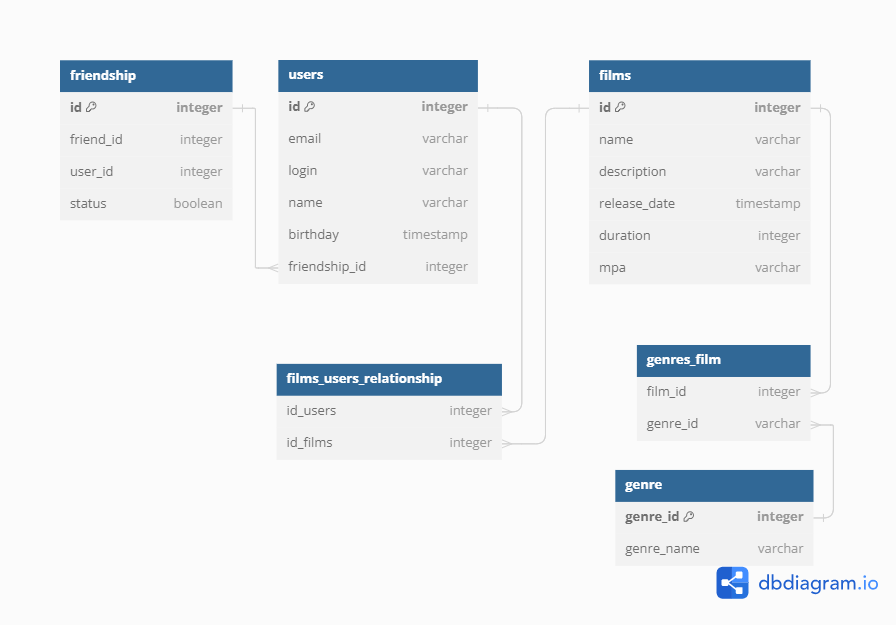 friendship
id integer
friend_id integer
user_id integer
status boolean
users
id integer
email varchar
login varchar
name varchar
birthday timestamp
friendship_id integer
films
id integer
name varchar
description varchar
release_date timestamp
duration integer
mpa varchar
films_users_relationship
id_users integer
id_films integer
genres_film
film_id integer
genre_id varchar
genre
genre_id integer
genre_name varchar
dbdiagram.io